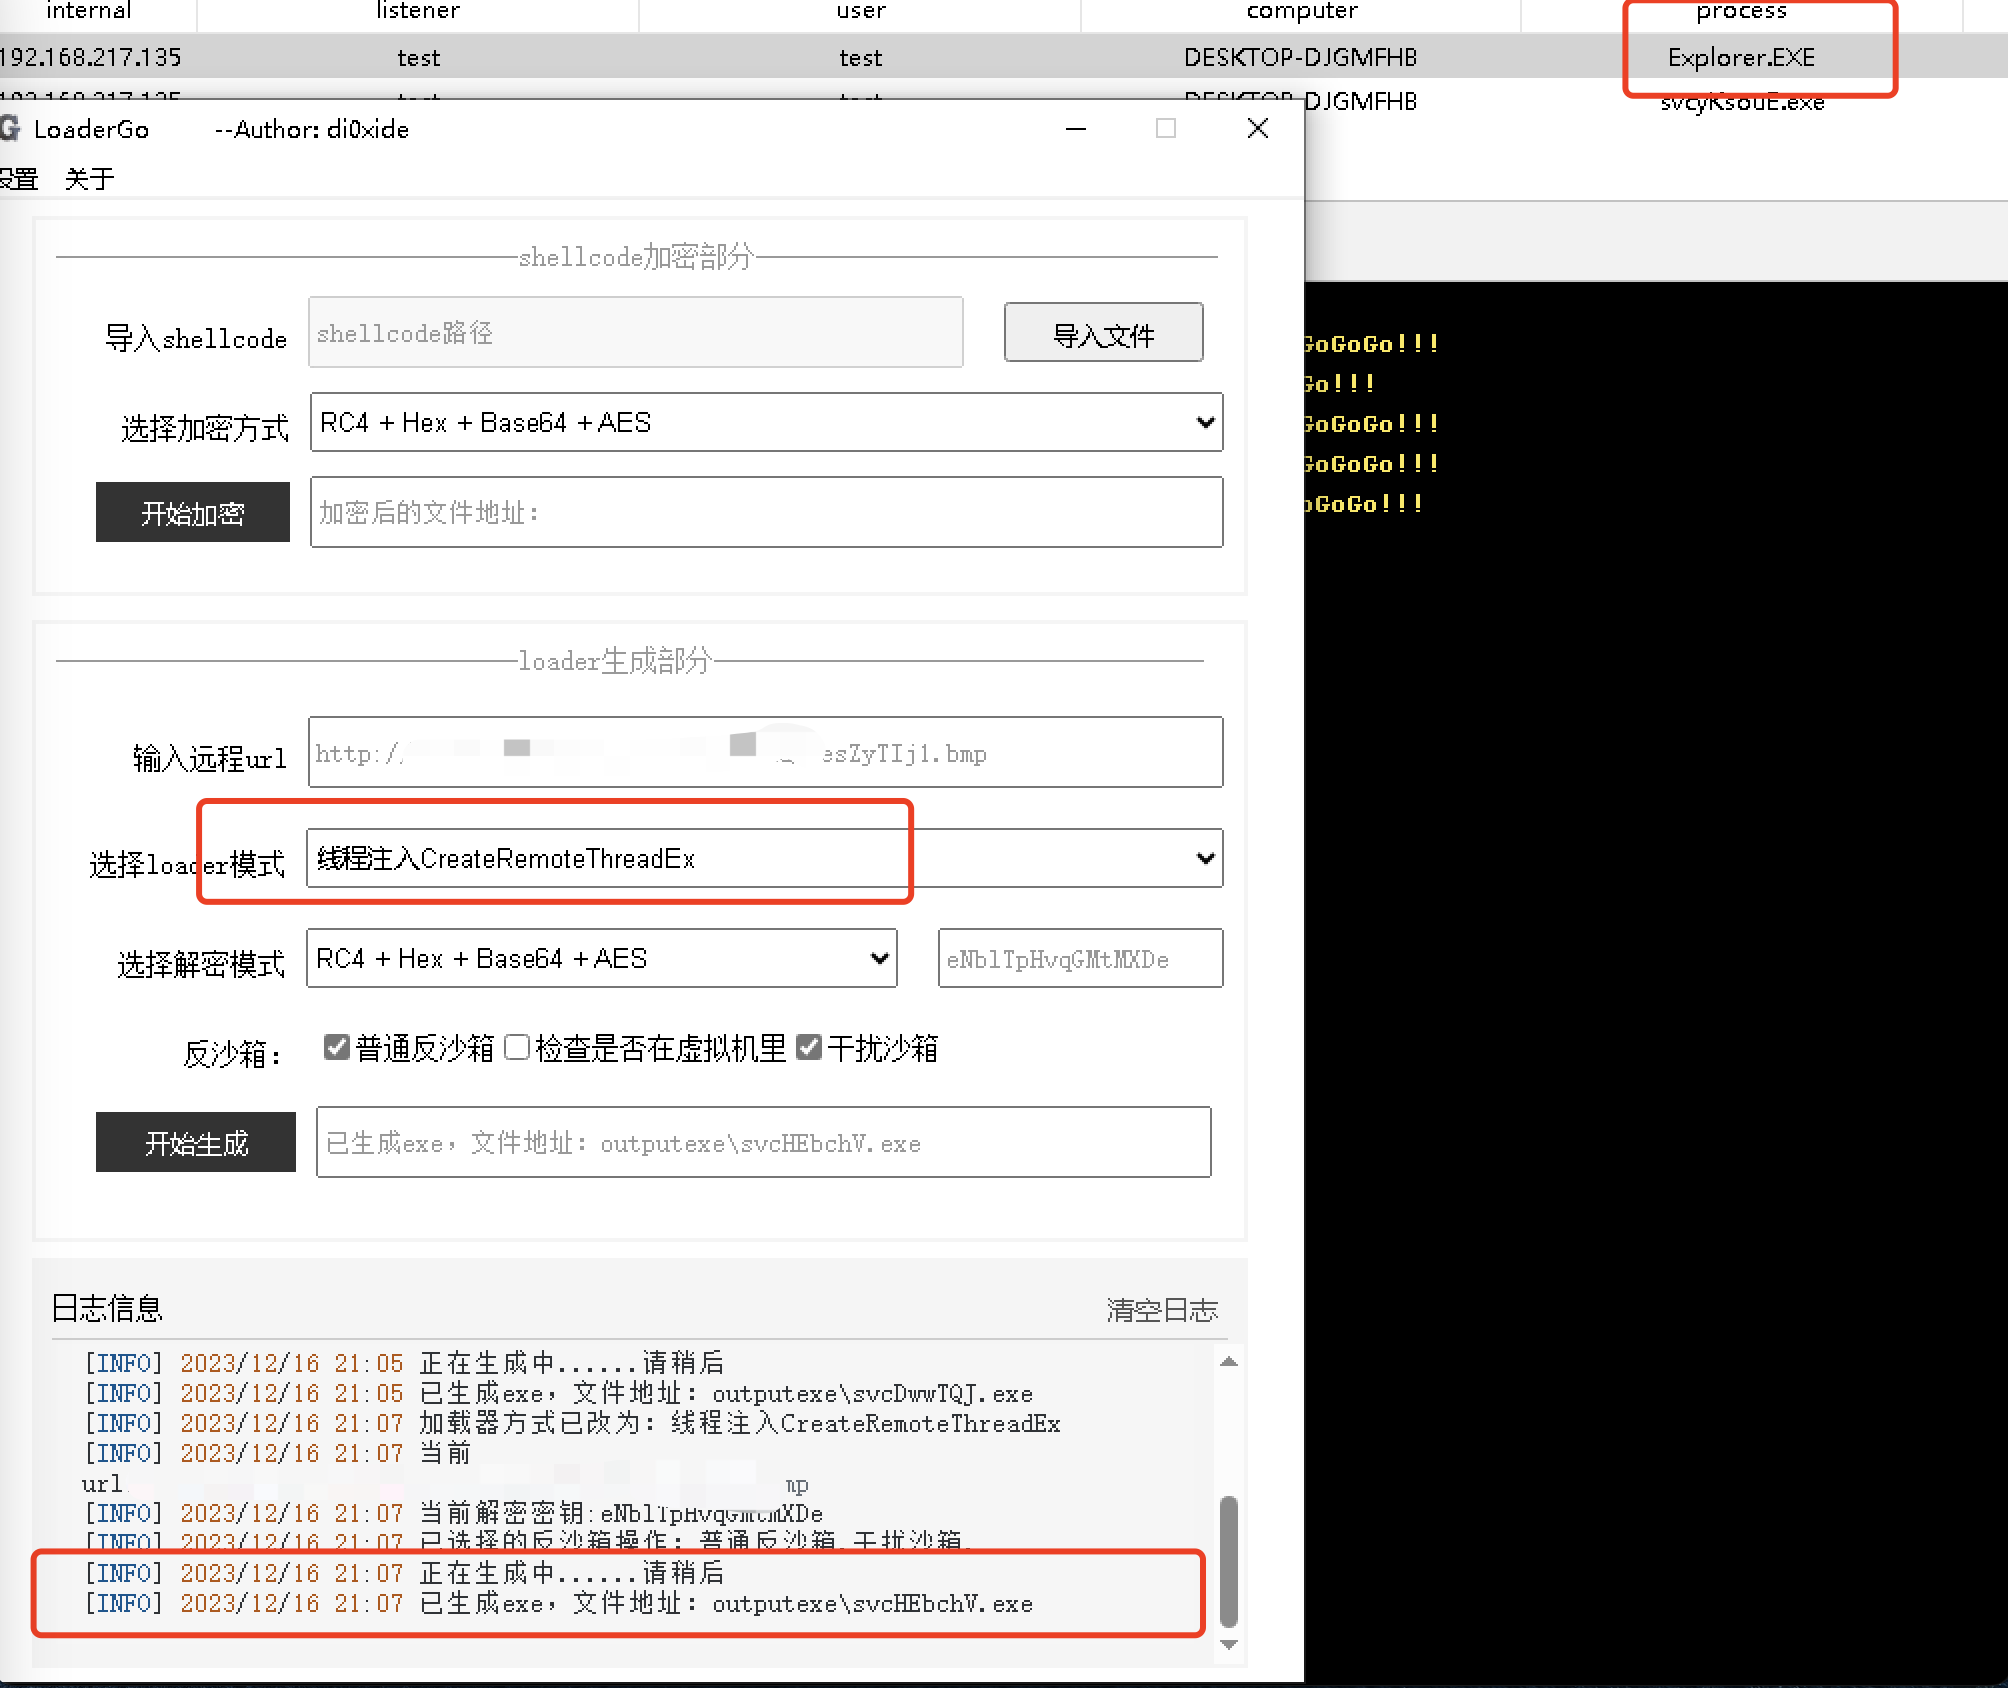 internal listener user computer process
192.168.217.135 test test DESKTOP-DJGMFHB Explorer.EXE
192.168.217.135 test test DESKTOP-DJGMFHB svcyKsouE.exe
LoaderGo --Author: di0xide
设置 关于
shellcode加密部分
导入shellcode shellcode路径 导入文件
选择加密方式 RC4 + Hex + Base64 + AES
开始加密 加密后的文件地址：
loader生成部分
输入远程url http:// esZyTIj1.bmp
选择loader模式 线程注入CreateRemoteThreadEx
选择解密模式 RC4 + Hex + Base64 + AES eNblTpHvqGMtMXDe
反沙箱： 普通反沙箱 检查是否在虚拟机里 干扰沙箱
开始生成 已生成exe，文件地址：outputexe\svcHEbchV.exe
日志信息 清空日志
[INFO] 2023/12/16 21:05 正在生成中......请稍后
[INFO] 2023/12/16 21:05 已生成exe，文件地址：outputexe\svcDwwTQJ.exe
[INFO] 2023/12/16 21:07 加载器方式已改为：线程注入CreateRemoteThreadEx
[INFO] 2023/12/16 21:07 当前
url mp
[INFO] 2023/12/16 21:07 当前解密密钥:eNblTpHvqGMtMXDe
[INFO] 2023/12/16 21:07 已选择的反沙箱操作：普通反沙箱,干扰沙箱,
[INFO] 2023/12/16 21:07 正在生成中......请稍后
[INFO] 2023/12/16 21:07 已生成exe，文件地址：outputexe\svcHEbchV.exe
GoGoGo!!!
Go!!!
GoGoGo!!!
GoGoGo!!!
oGoGo!!!